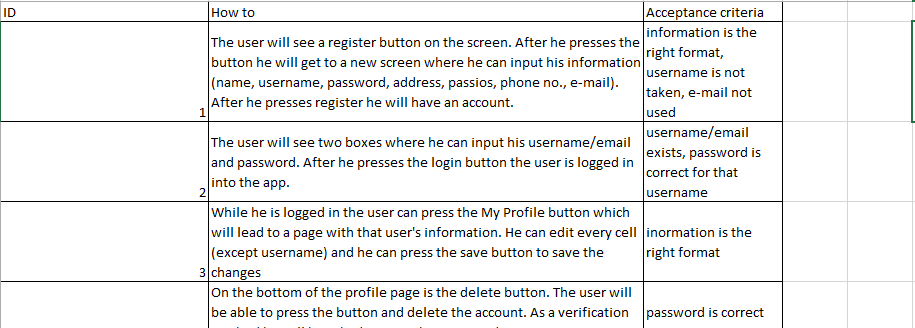 ID How to Acceptance criteria
The user will see a register button on the screen. After he presses the
button he will get to a new screen where he can input his information
(name, username, password, address, passios, phone no., e-mail).
After he presses register he will have an account.
information is the
right format,
username is not
taken, e-mail not
used
1
The user will see two boxes where he can input his username/email
and password. After he presses the login button the user is logged in
into the app.
username/email
exists, password is
correct for that
username
2
While he is logged in the user can press the My Profile button which
will lead to a page with that user's information. He can edit every cell
(except username) and he can press the save button to save the
changes
inormation is the
right format
3
On the bottom of the profile page is the delete button. The user will
be able to press the button and delete the account. As a verification
password is correct